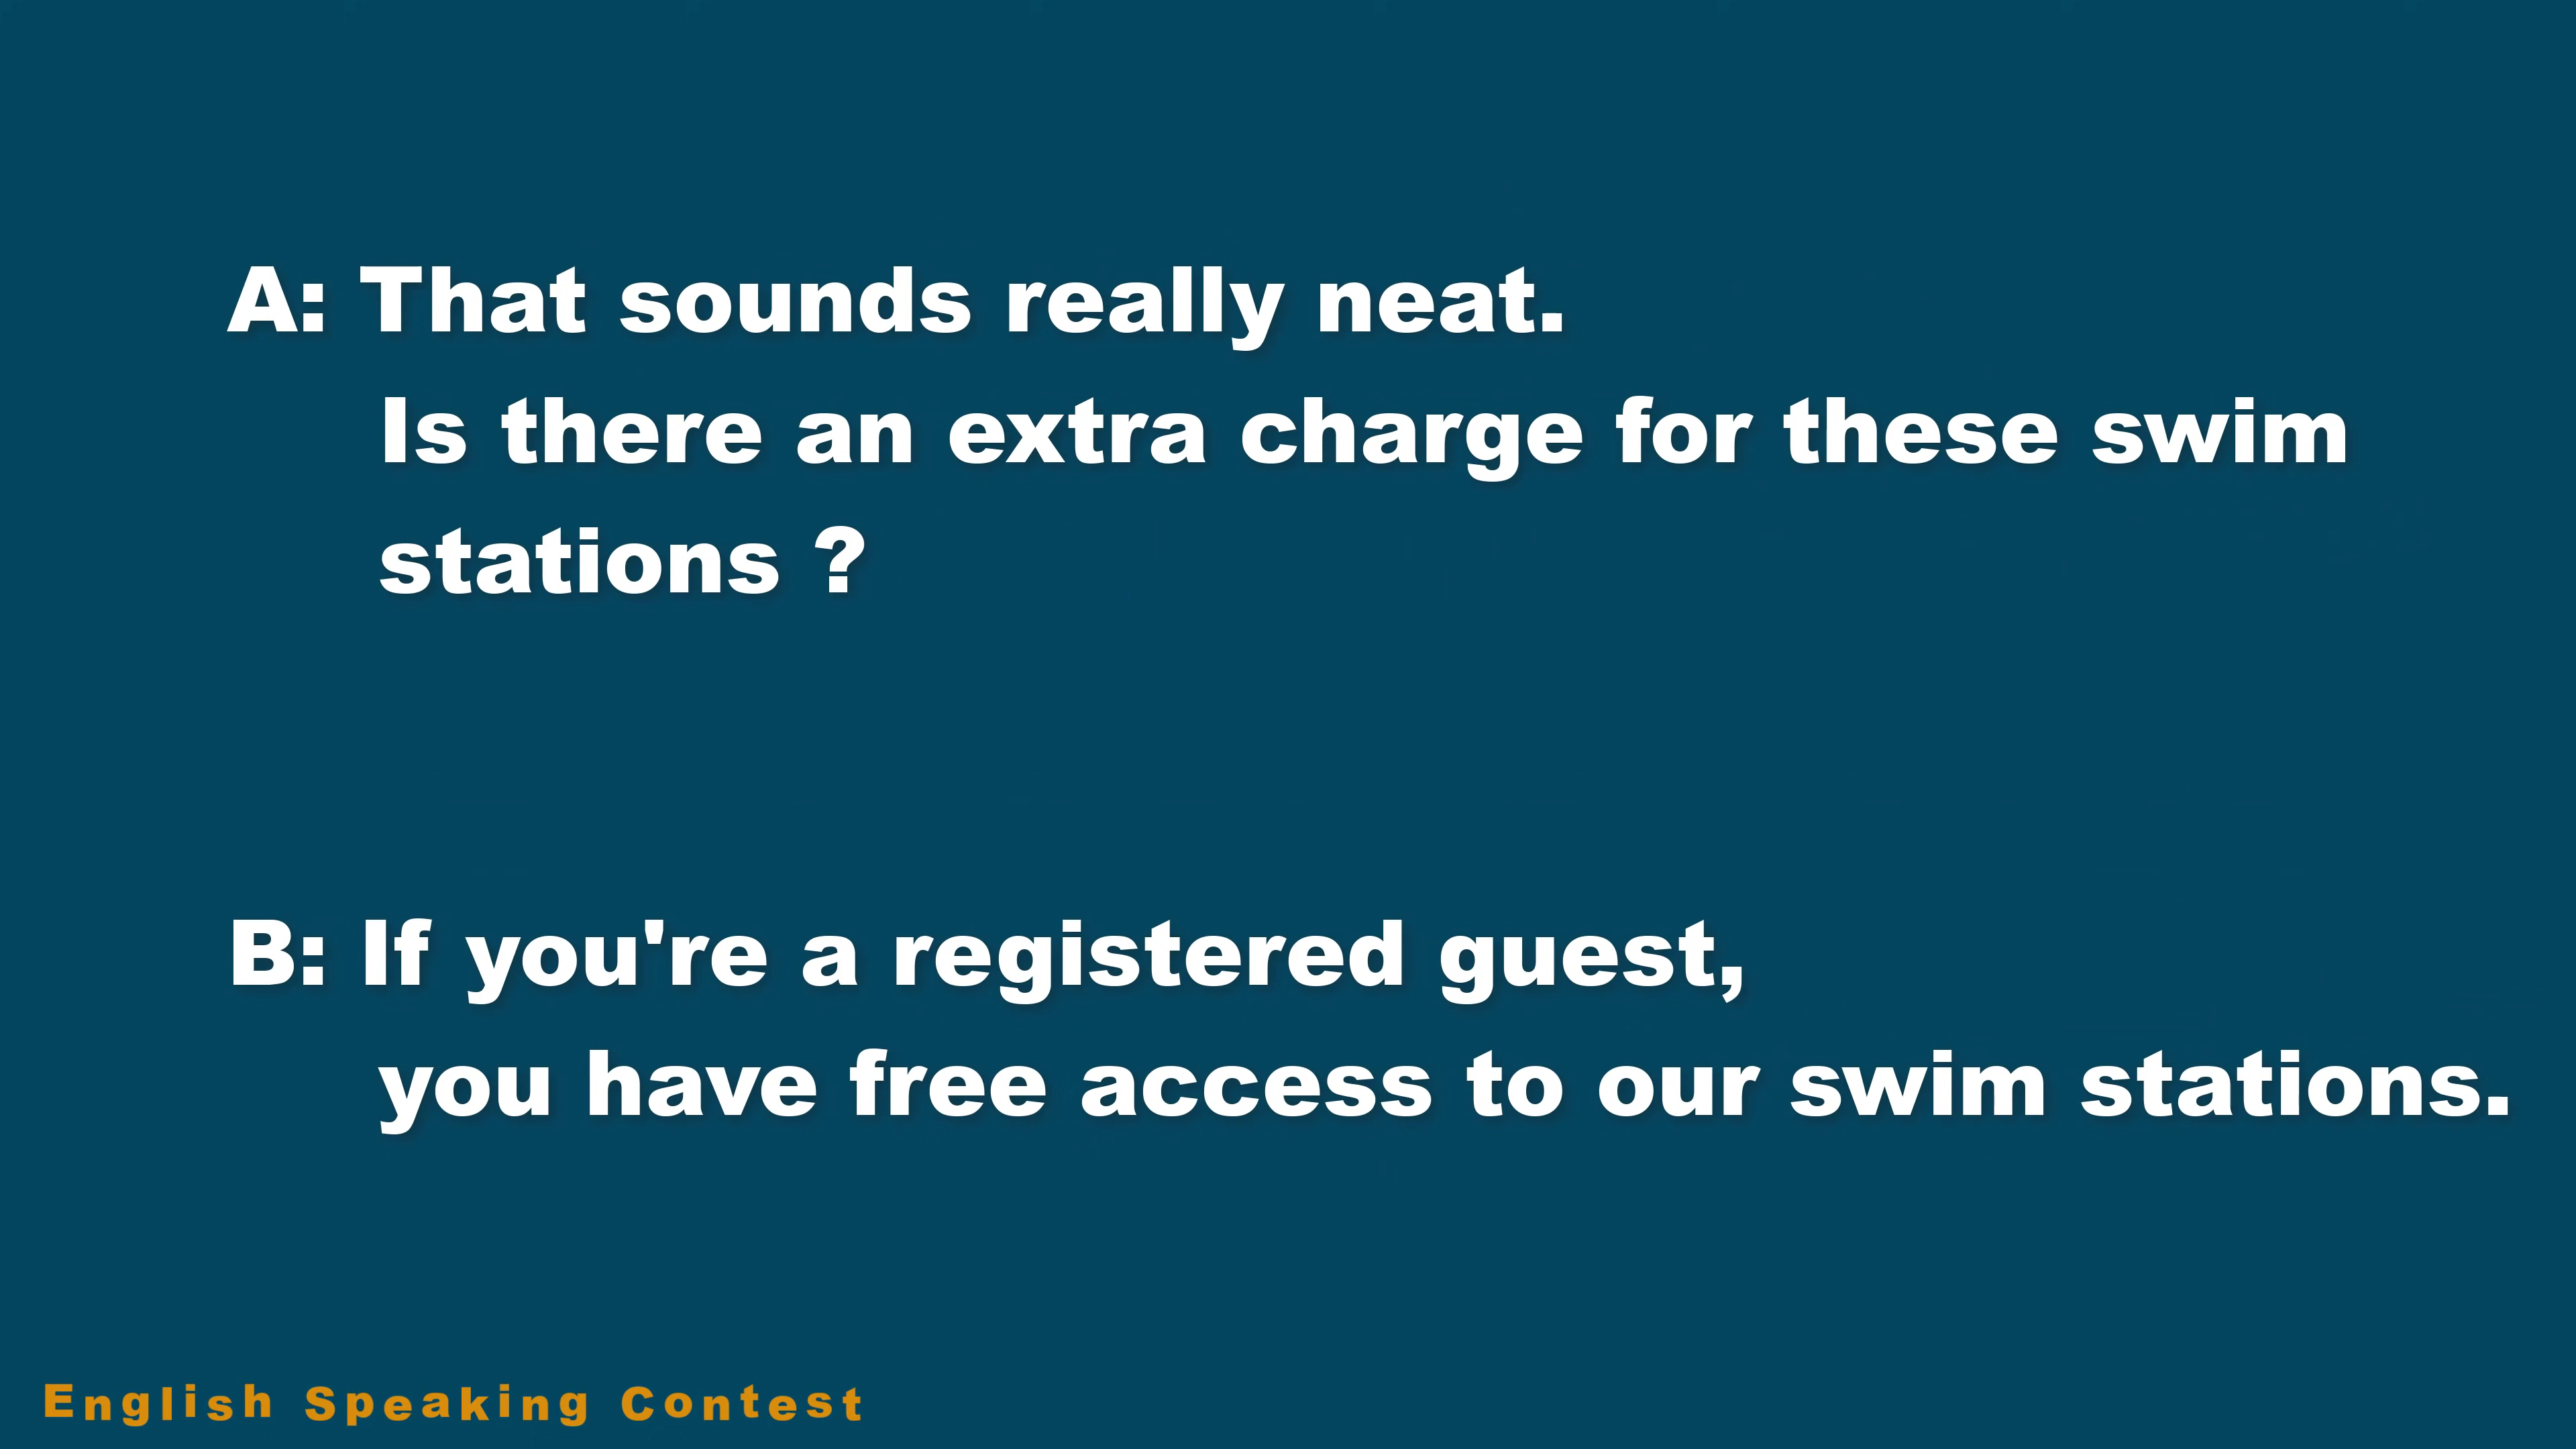 A: That sounds really neat.
Is there an extra charge for these swim
stations ?
B: If you're a registered guest,
you have free access to our swim stations.
English Speaking Contest